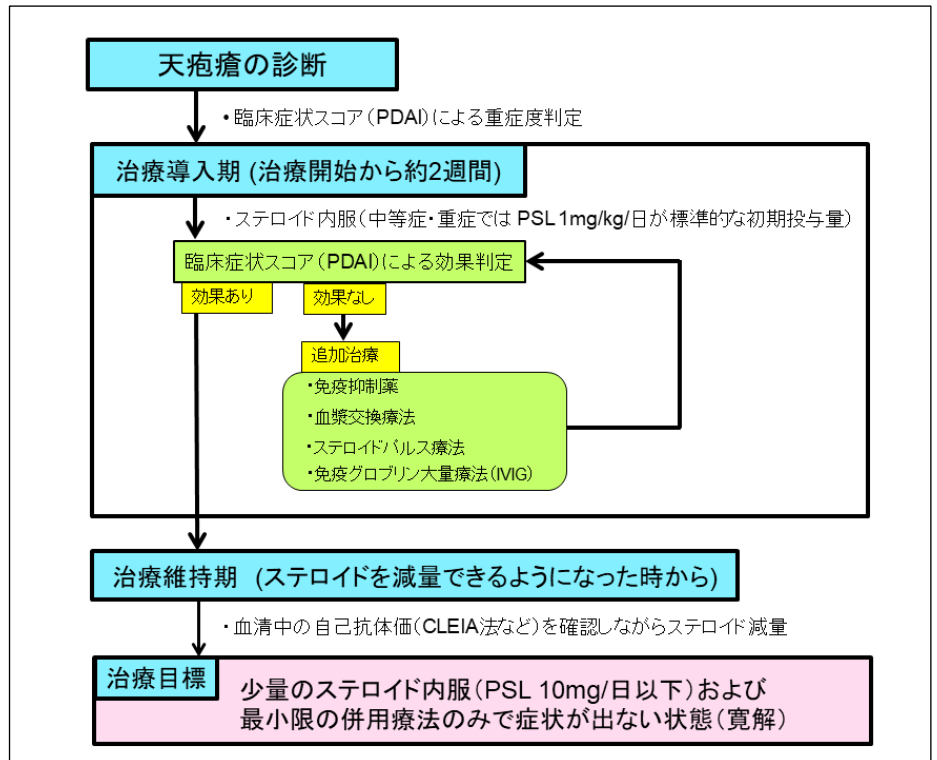 天疱瘡の診断
・臨床症状スコア(PDAI)による重症度判定
治療導入期 (治療開始から約2週間)
・ステロイド内服(中等症・重症では PSL 1mg/kg/日が標準的な初期投与量)
臨床症状スコア(PDAI)による効果判定
効果あり
効果なし
追加治療
・免疫抑制薬
・血漿交換療法
・ステロイドパルス療法
・免疫グロブリン大量療法(IVIG)
治療維持期 (ステロイドを減量できるようになった時から)
・血清中の自己抗体価(CLEIA法など)を確認しながらステロイド減量
治療目標
少量のステロイド内服(PSL 10mg/日以下)および
最小限の併用療法のみで症状が出ない状態(寛解)